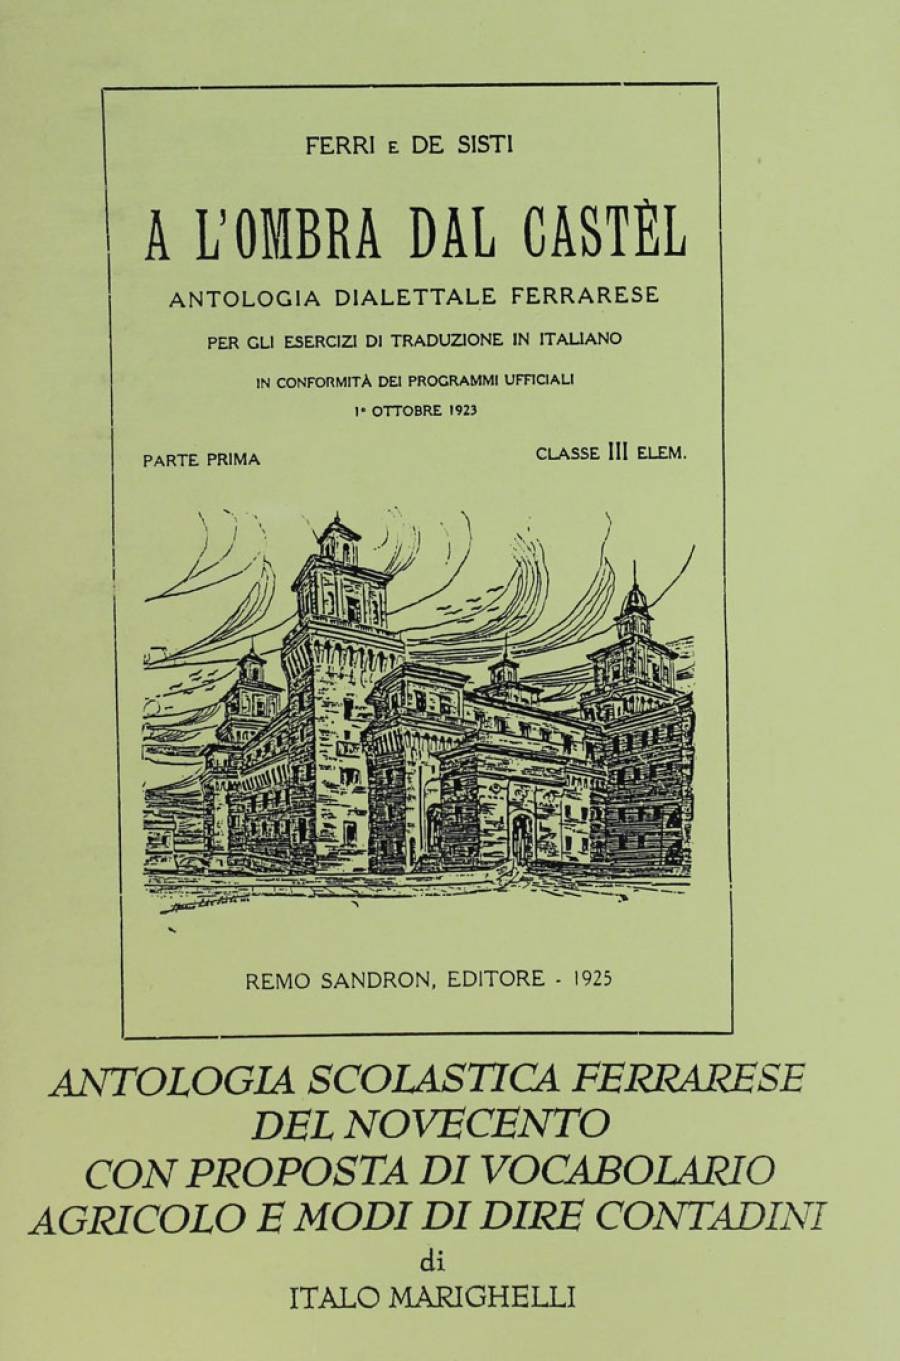 FERRI E DE SISTI
A L'OMBRA DAL CASTÈL
ANTOLOGIA DIALETTALE FERRARESE
PER GLI ESERCIZI DI TRADUZIONE IN ITALIANO
IN CONFORMITÀ DEI PROGRAMMI UFFICIALI
1° OTTOBRE 1923
PARTE PRIMA CLASSE III ELEM.
REMO SANDRON, EDITORE - 1925
ANTOLOGIA SCOLASTICA FERRARESE
DEL NOVECENTO
CON PROPOSTA DI VOCABOLARIO
AGRICOLO E MODI DI DIRE CONTADINI
di
ITALO MARIGHELLI